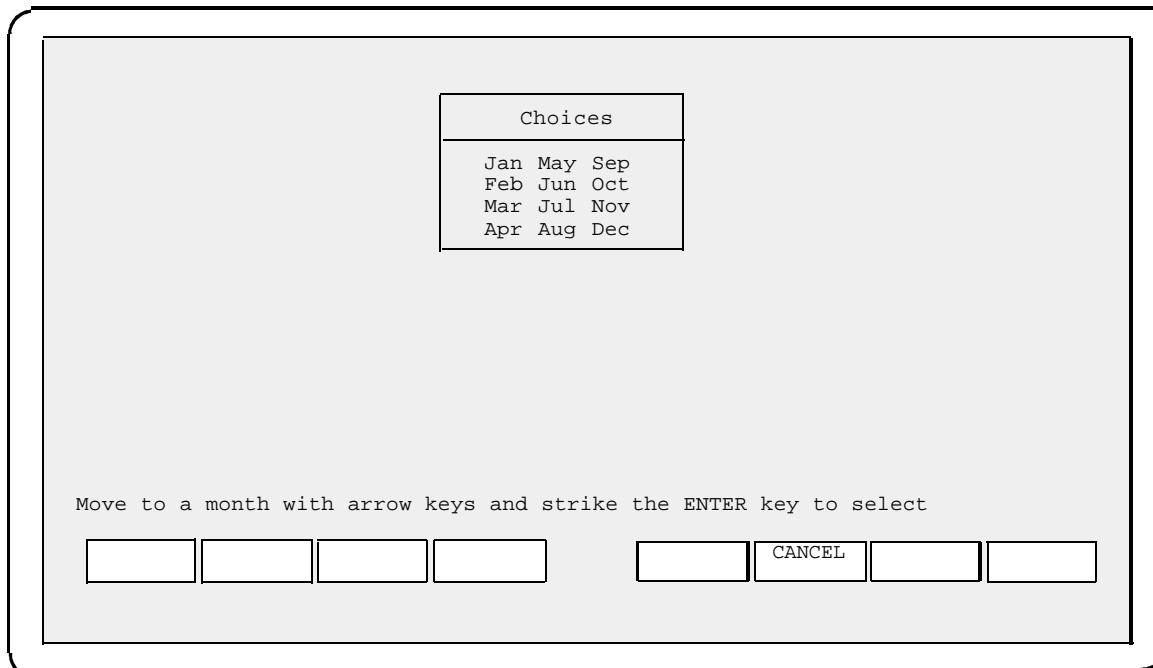 Choices
Jan May Sep
Feb Jun Oct
Mar Jul Nov
Apr Aug Dec
Move to a month with arrow keys and strike the ENTER key to select
CANCEL